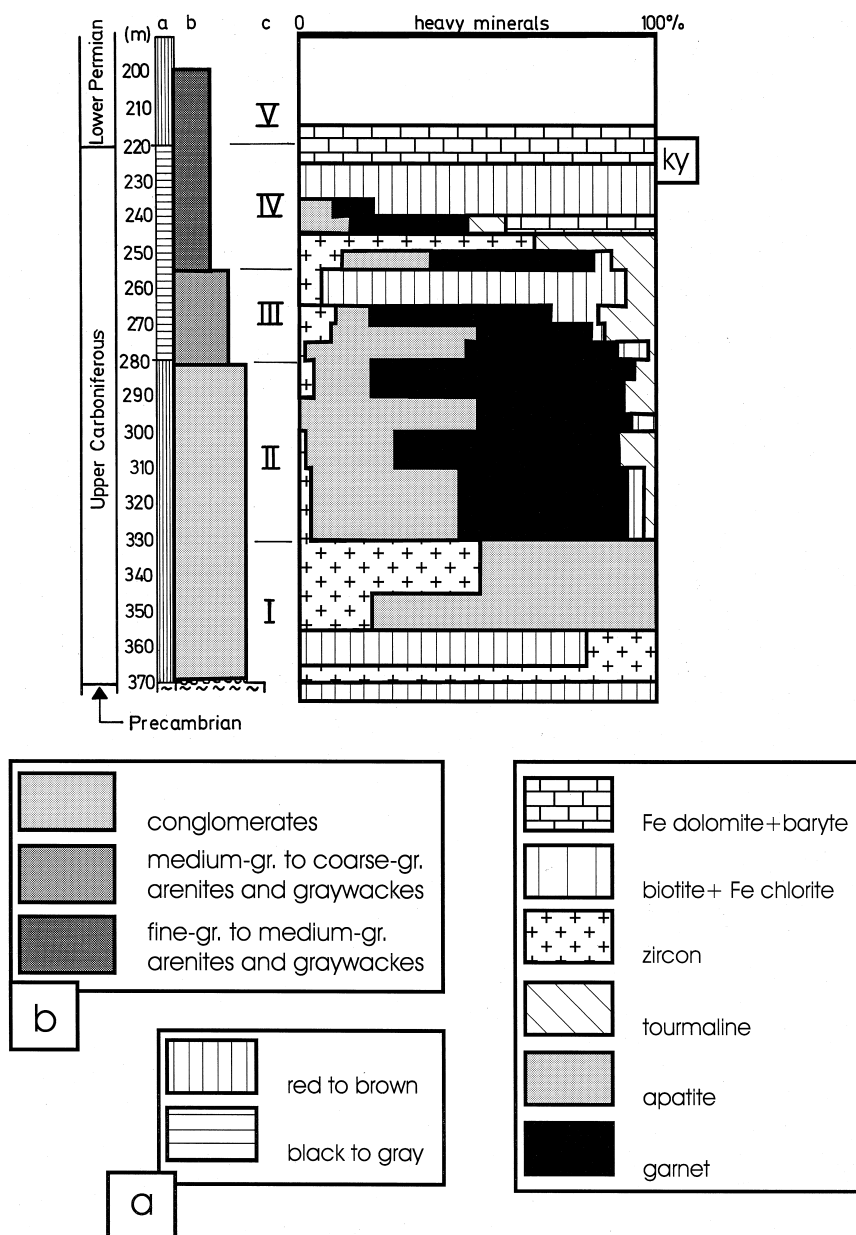 a b c 0 heavy minerals 100%
(m)
Lower Permian
Upper Carboniferous
200
210
220
230
240
250
260
270
280
290
300
310
320
330
340
350
360
370
V
IV
III
II
I
ky
Precambrian
conglomerates
medium-gr. to coarse-gr.
arenites and graywackes
fine-gr. to medium-gr.
arenites and graywackes
b
red to brown
black to gray
a
Fe dolomite+baryte
biotite+ Fe chlorite
zircon
tourmaline
apatite
garnet